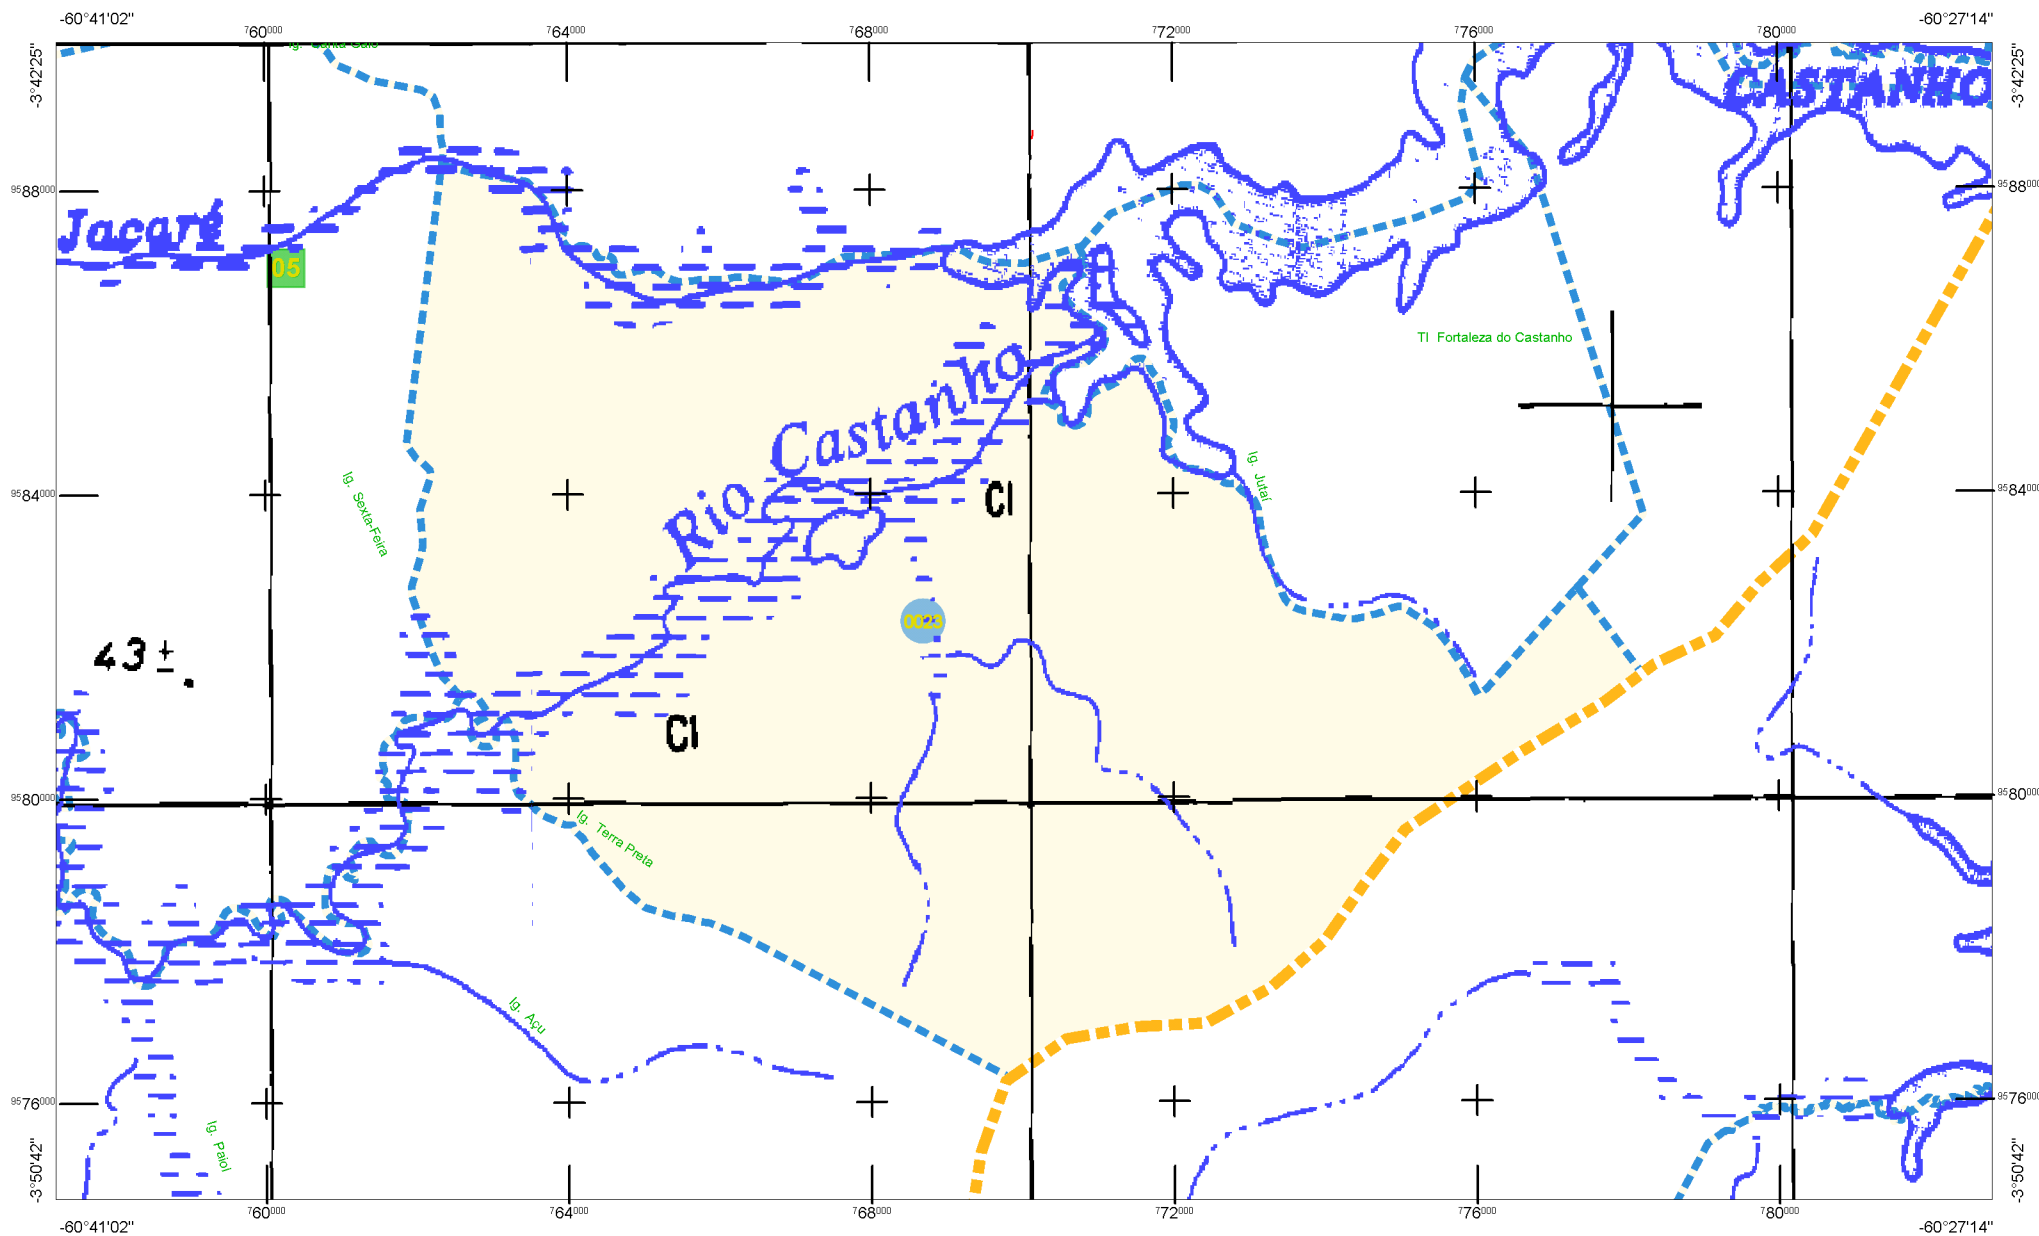 -60°41'02"
-60°27'14"
760000
764000
768000
772000
776000
780000
-3°42'25"
-3°42'25"
CASTANHO
9588000
9588000
Jacaré
05
TI Fortaleza do Castanho
Rio Castanho
Ig. Jutaí
Ig. Sexta-Feira
9584000
9584000
Cl
0023
43±
Cl
9580000
9580000
Ig. Terra Preta
Ig. Açu
9576000
9576000
Ig. Paioí
-3°50'42"
-3°50'42"
760000
764000
768000
772000
776000
780000
-60°41'02"
-60°27'14"